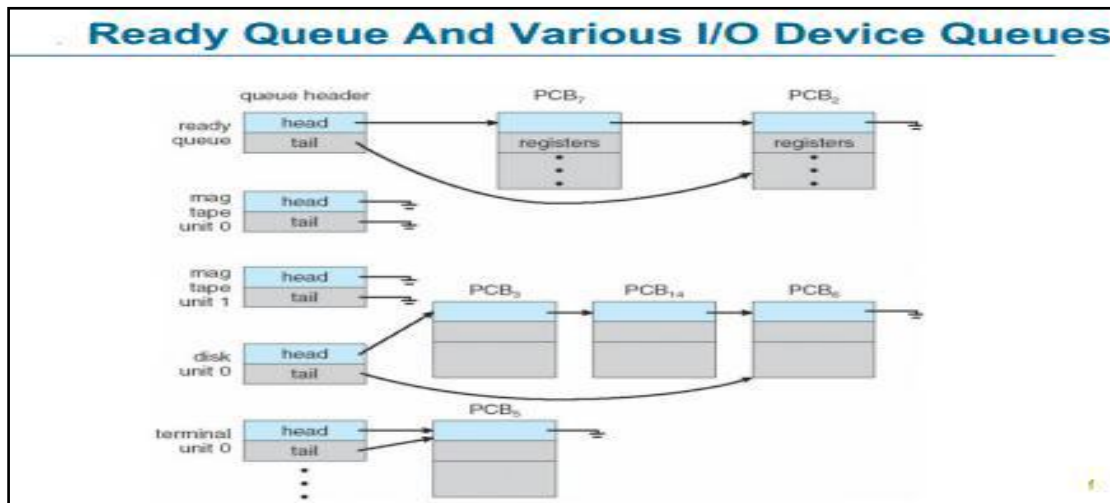 Ready Queue And Various I/O Device Queues
queue header
PCB₇
PCB₂
ready
queue
head
tail
registers
registers
mag
tape
unit 0
head
tail
mag
tape
unit 1
head
tail
PCB₃
PCB₁₄
PCB₆
disk
unit 0
head
tail
PCB₅
terminal
unit 0
head
tail